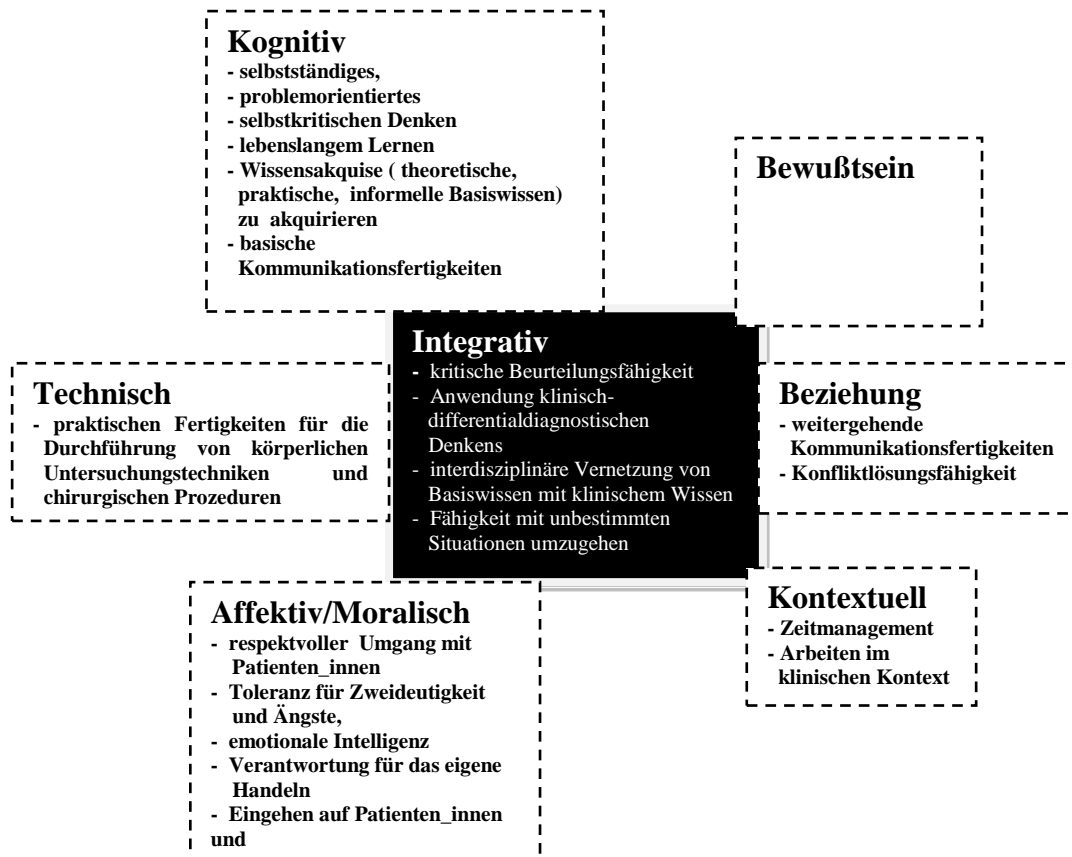 Kognitiv
- selbstständiges,
- problemorientiertes
- selbstkritischen Denken
- lebenslangem Lernen
- Wissensakquise ( theoretische,
praktische, informelle Basiswissen)
zu akquirieren
- basische
Kommunikationsfertigkeiten
Bewußtsein
Integrativ
- kritische Beurteilungsfähigkeit
- Anwendung klinisch-
differentialdiagnostischen
Denkens
- interdisziplinäre Vernetzung von
Basiswissen mit klinischem Wissen
- Fähigkeit mit unbestimmten
Situationen umzugehen
Technisch
- praktischen Fertigkeiten für die
Durchführung von körperlichen
Untersuchungstechniken und
chirurgischen Prozeduren
Beziehung
- weitergehende
Kommunikationsfertigkeiten
- Konfliktlösungsfähigkeit
Affektiv/Moralisch
- respektvoller Umgang mit
Patienten_innen
- Toleranz für Zweideutigkeit
und Ängste,
- emotionale Intelligenz
- Verantwortung für das eigene
Handeln
- Eingehen auf Patienten_innen
und
Kontextuell
- Zeitmanagement
- Arbeiten im
klinischen Kontext